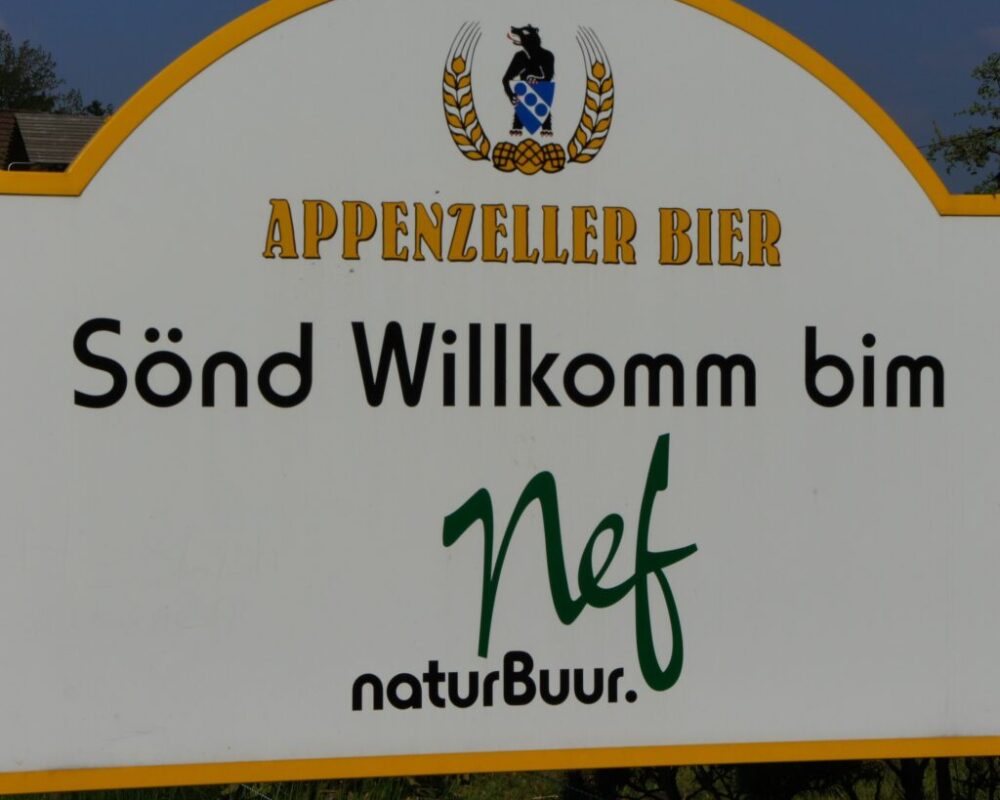 APPENZELLER BIER
Sönd Willkomm bim
Nef
naturBuur.